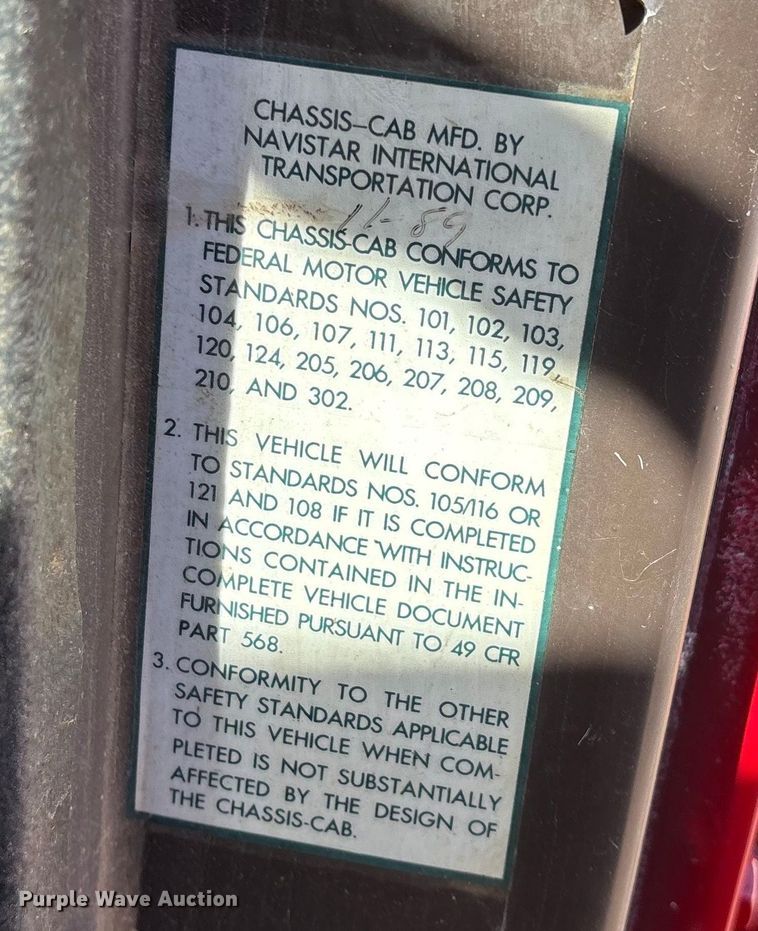 CHASSIS-CAB MFD. BY
NAVISTAR INTERNATIONAL
TRANSPORTATION CORP.
11-89
1. THIS CHASSIS-CAB CONFORMS TO
FEDERAL MOTOR VEHICLE SAFETY
STANDARDS NOS. 101, 102, 103,
104, 106, 107, 111, 113, 115, 119,
120, 124, 205, 206, 207, 208, 209,
210, AND 302.
2. THIS VEHICLE WILL CONFORM
TO STANDARDS NOS. 105/116 OR
121 AND 108 IF IT IS COMPLETED
IN ACCORDANCE WITH INSTRUC-
TIONS CONTAINED IN THE IN-
COMPLETE VEHICLE DOCUMENT
FURNISHED PURSUANT TO 49 CFR
PART 568.
3. CONFORMITY TO THE OTHER
SAFETY STANDARDS APPLICABLE
TO THIS VEHICLE WHEN COM-
PLETED IS NOT SUBSTANTIALLY
AFFECTED BY THE DESIGN OF
THE CHASSIS-CAB.
Purple Wave Auction